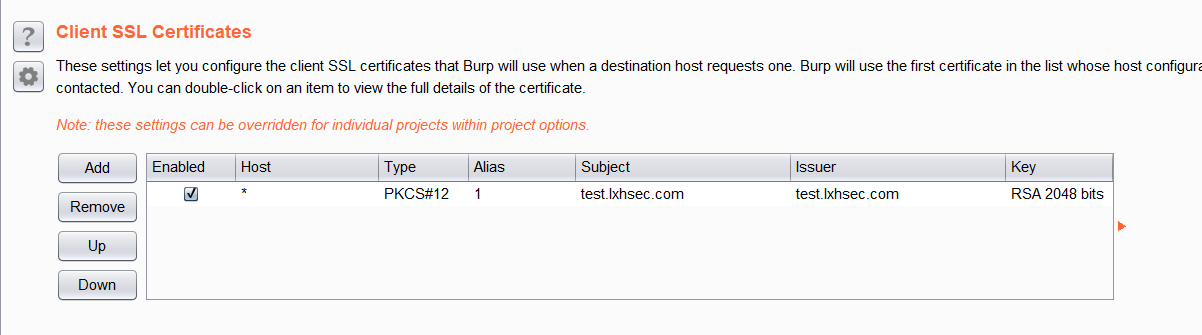 ?
Client SSL Certificates
These settings let you configure the client SSL certificates that Burp will use when a destination host requests one. Burp will use the first certificate in the list whose host configura
contacted. You can double-click on an item to view the full details of the certificate.
Note: these settings can be overridden for individual projects within project options.
Add
Remove
Up
Down
Enabled Host Type Alias Subject Issuer Key
* PKCS#12 1 test.lxhsec.com test.lxhsec.com RSA 2048 bits